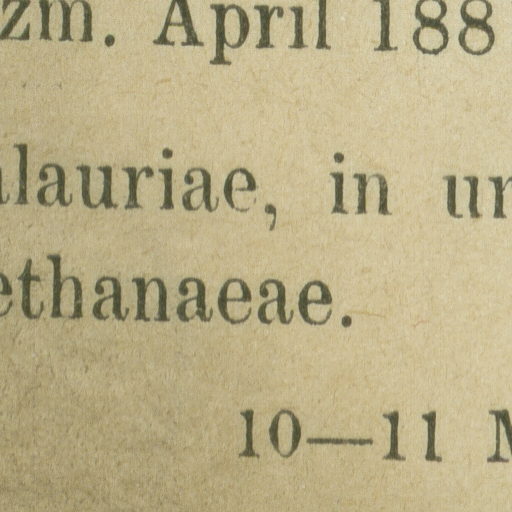 zm. April 188
alauriae, in ur
ethanaeae.
10—11 M